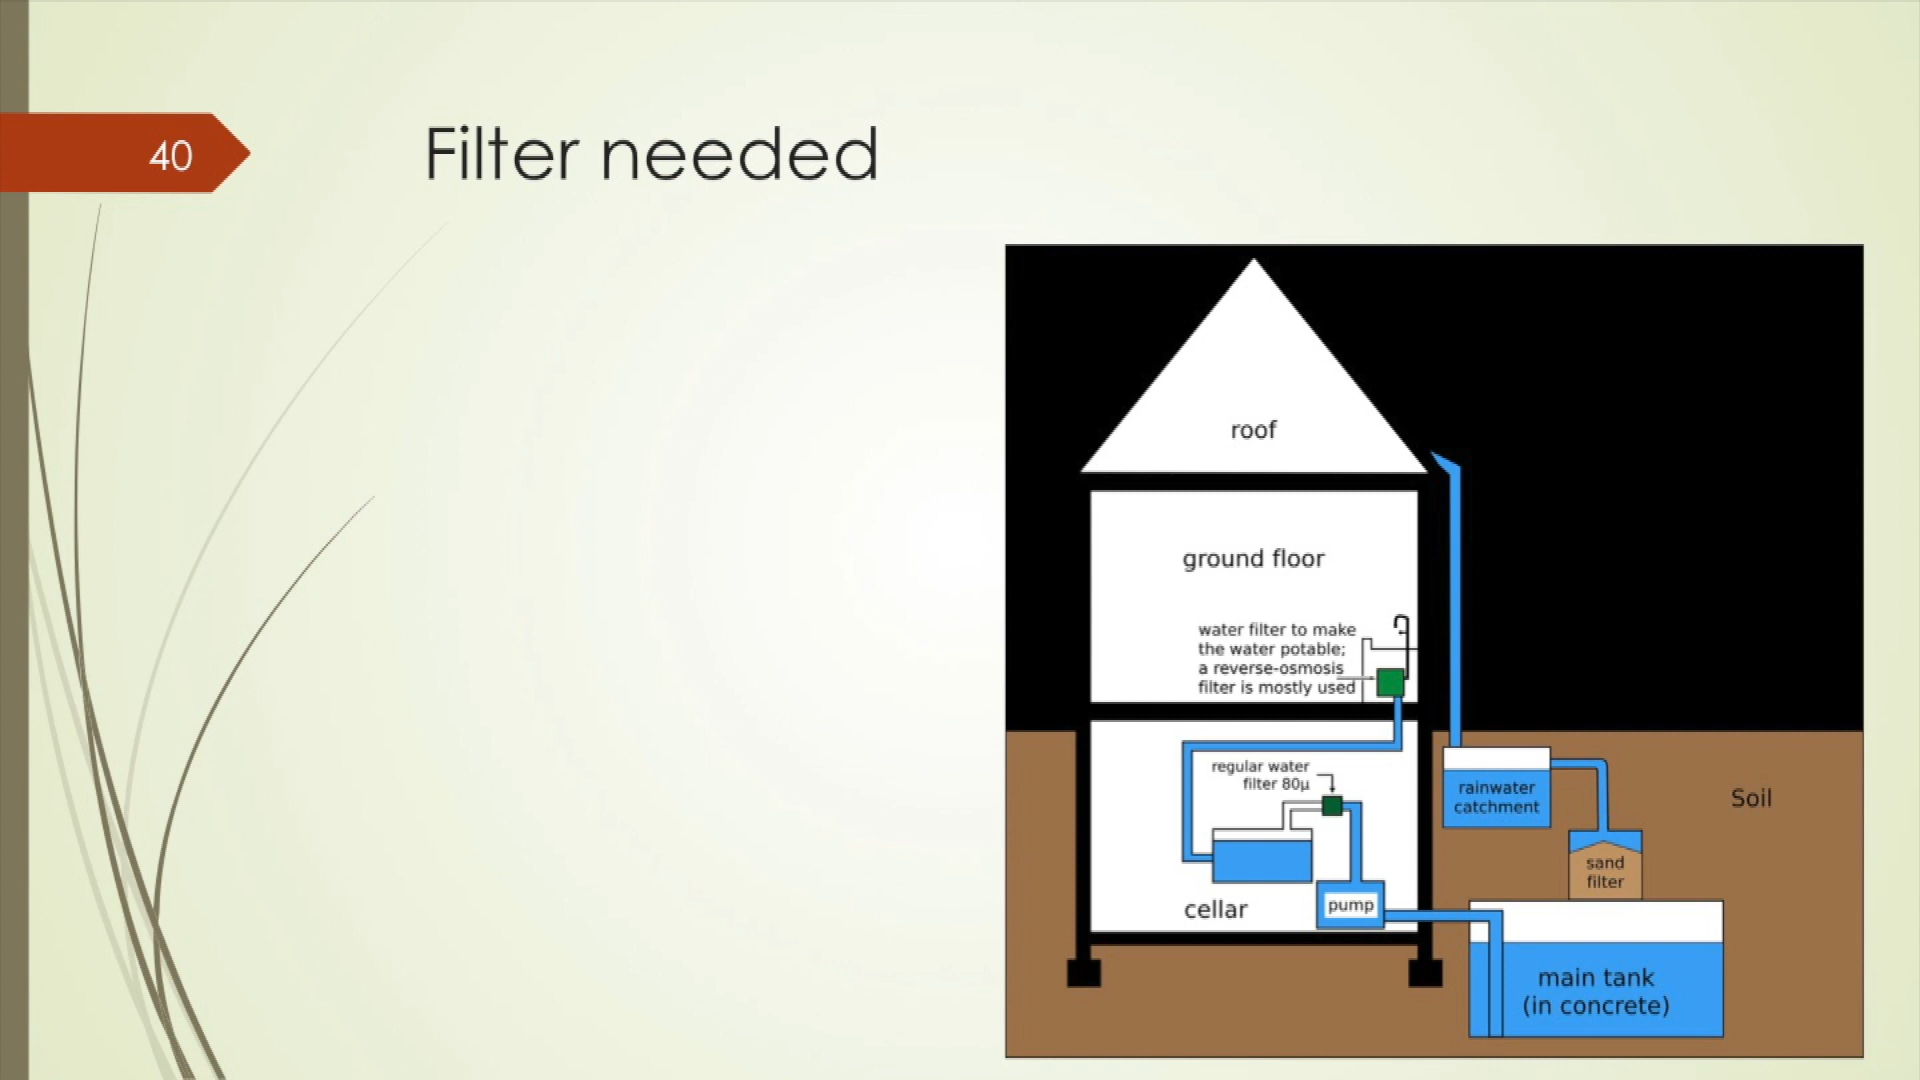 40
Filter needed
roof
ground floor
water filter to make
the water potable;
a reverse-osmosis
filter is mostly used
regular water
filter 80µ
cellar
pump
rainwater
catchment
Soil
sand
filter
main tank
(in concrete)